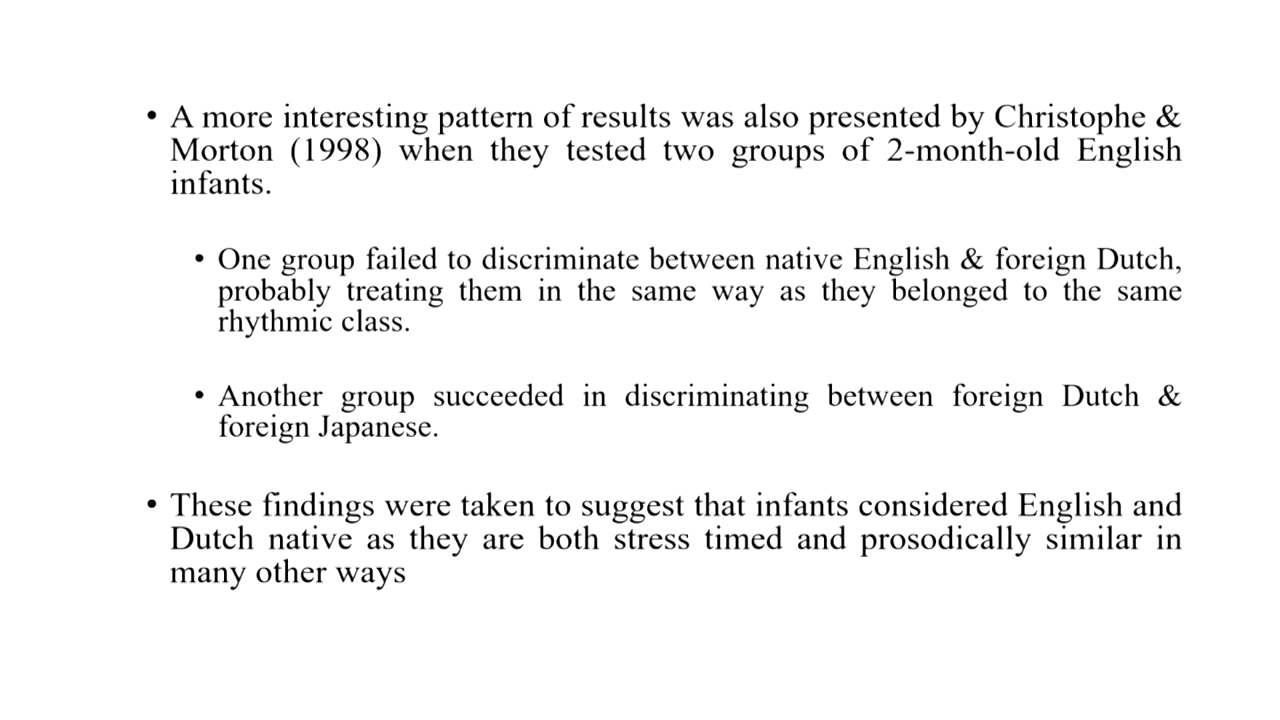 • A more interesting pattern of results was also presented by Christophe &
Morton (1998) when they tested two groups of 2-month-old English
infants.
• One group failed to discriminate between native English & foreign Dutch,
probably treating them in the same way as they belonged to the same
rhythmic class.
• Another group succeeded in discriminating between foreign Dutch &
foreign Japanese.
• These findings were taken to suggest that infants considered English and
Dutch native as they are both stress timed and prosodically similar in
many other ways